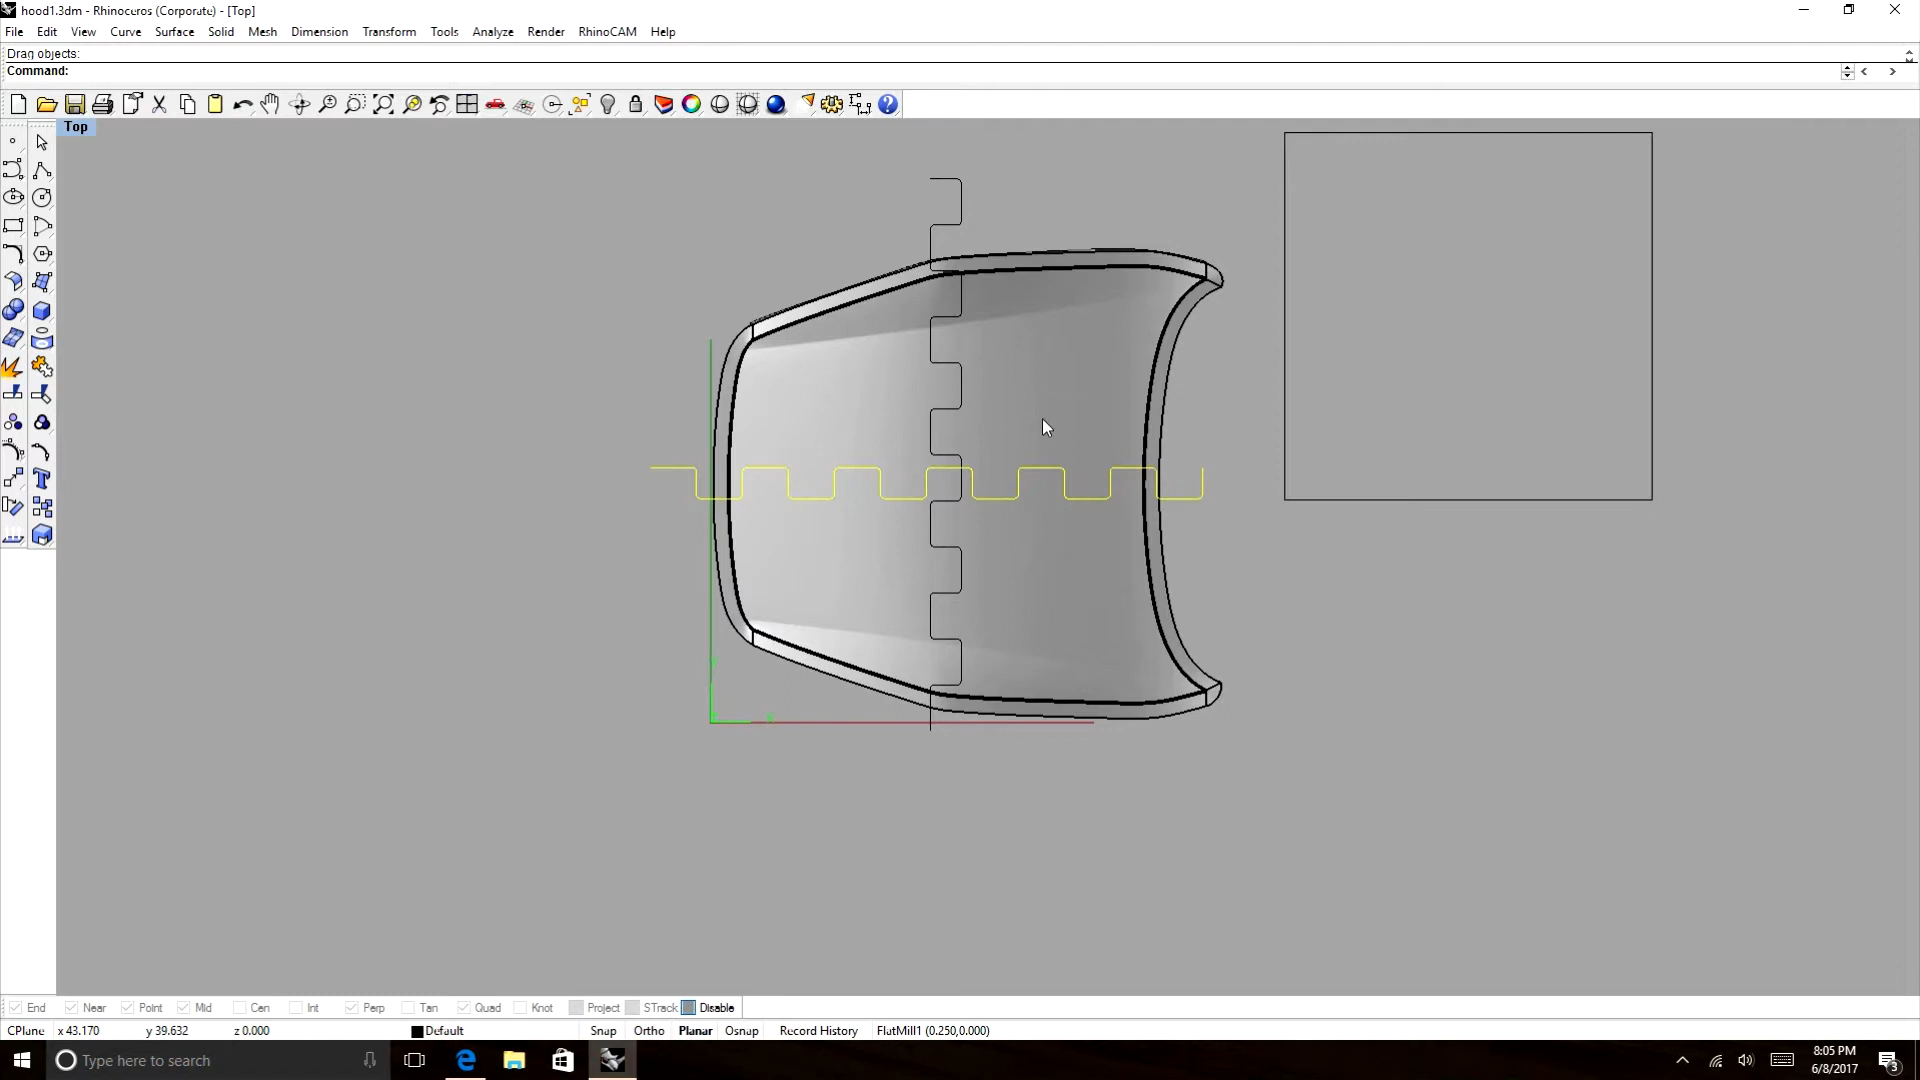 hood1.3dm - Rhinoceros (Corporate) - [Top]
File Edit View Curve Surface Solid Mesh Dimension Transform Tools Analyze Render RhinoCAM Help
Drag objects:
Command:
Top
End Near Point Mid Cen Int Perp Tan Quad Knot Project STrack Disable
CPlane x 43.170 y 39.632 z 0.000 Default Snap Ortho Planar Osnap Record History FlatMill1 (0.250,0.000)
Type here to search
8:05 PM
6/8/2017
3